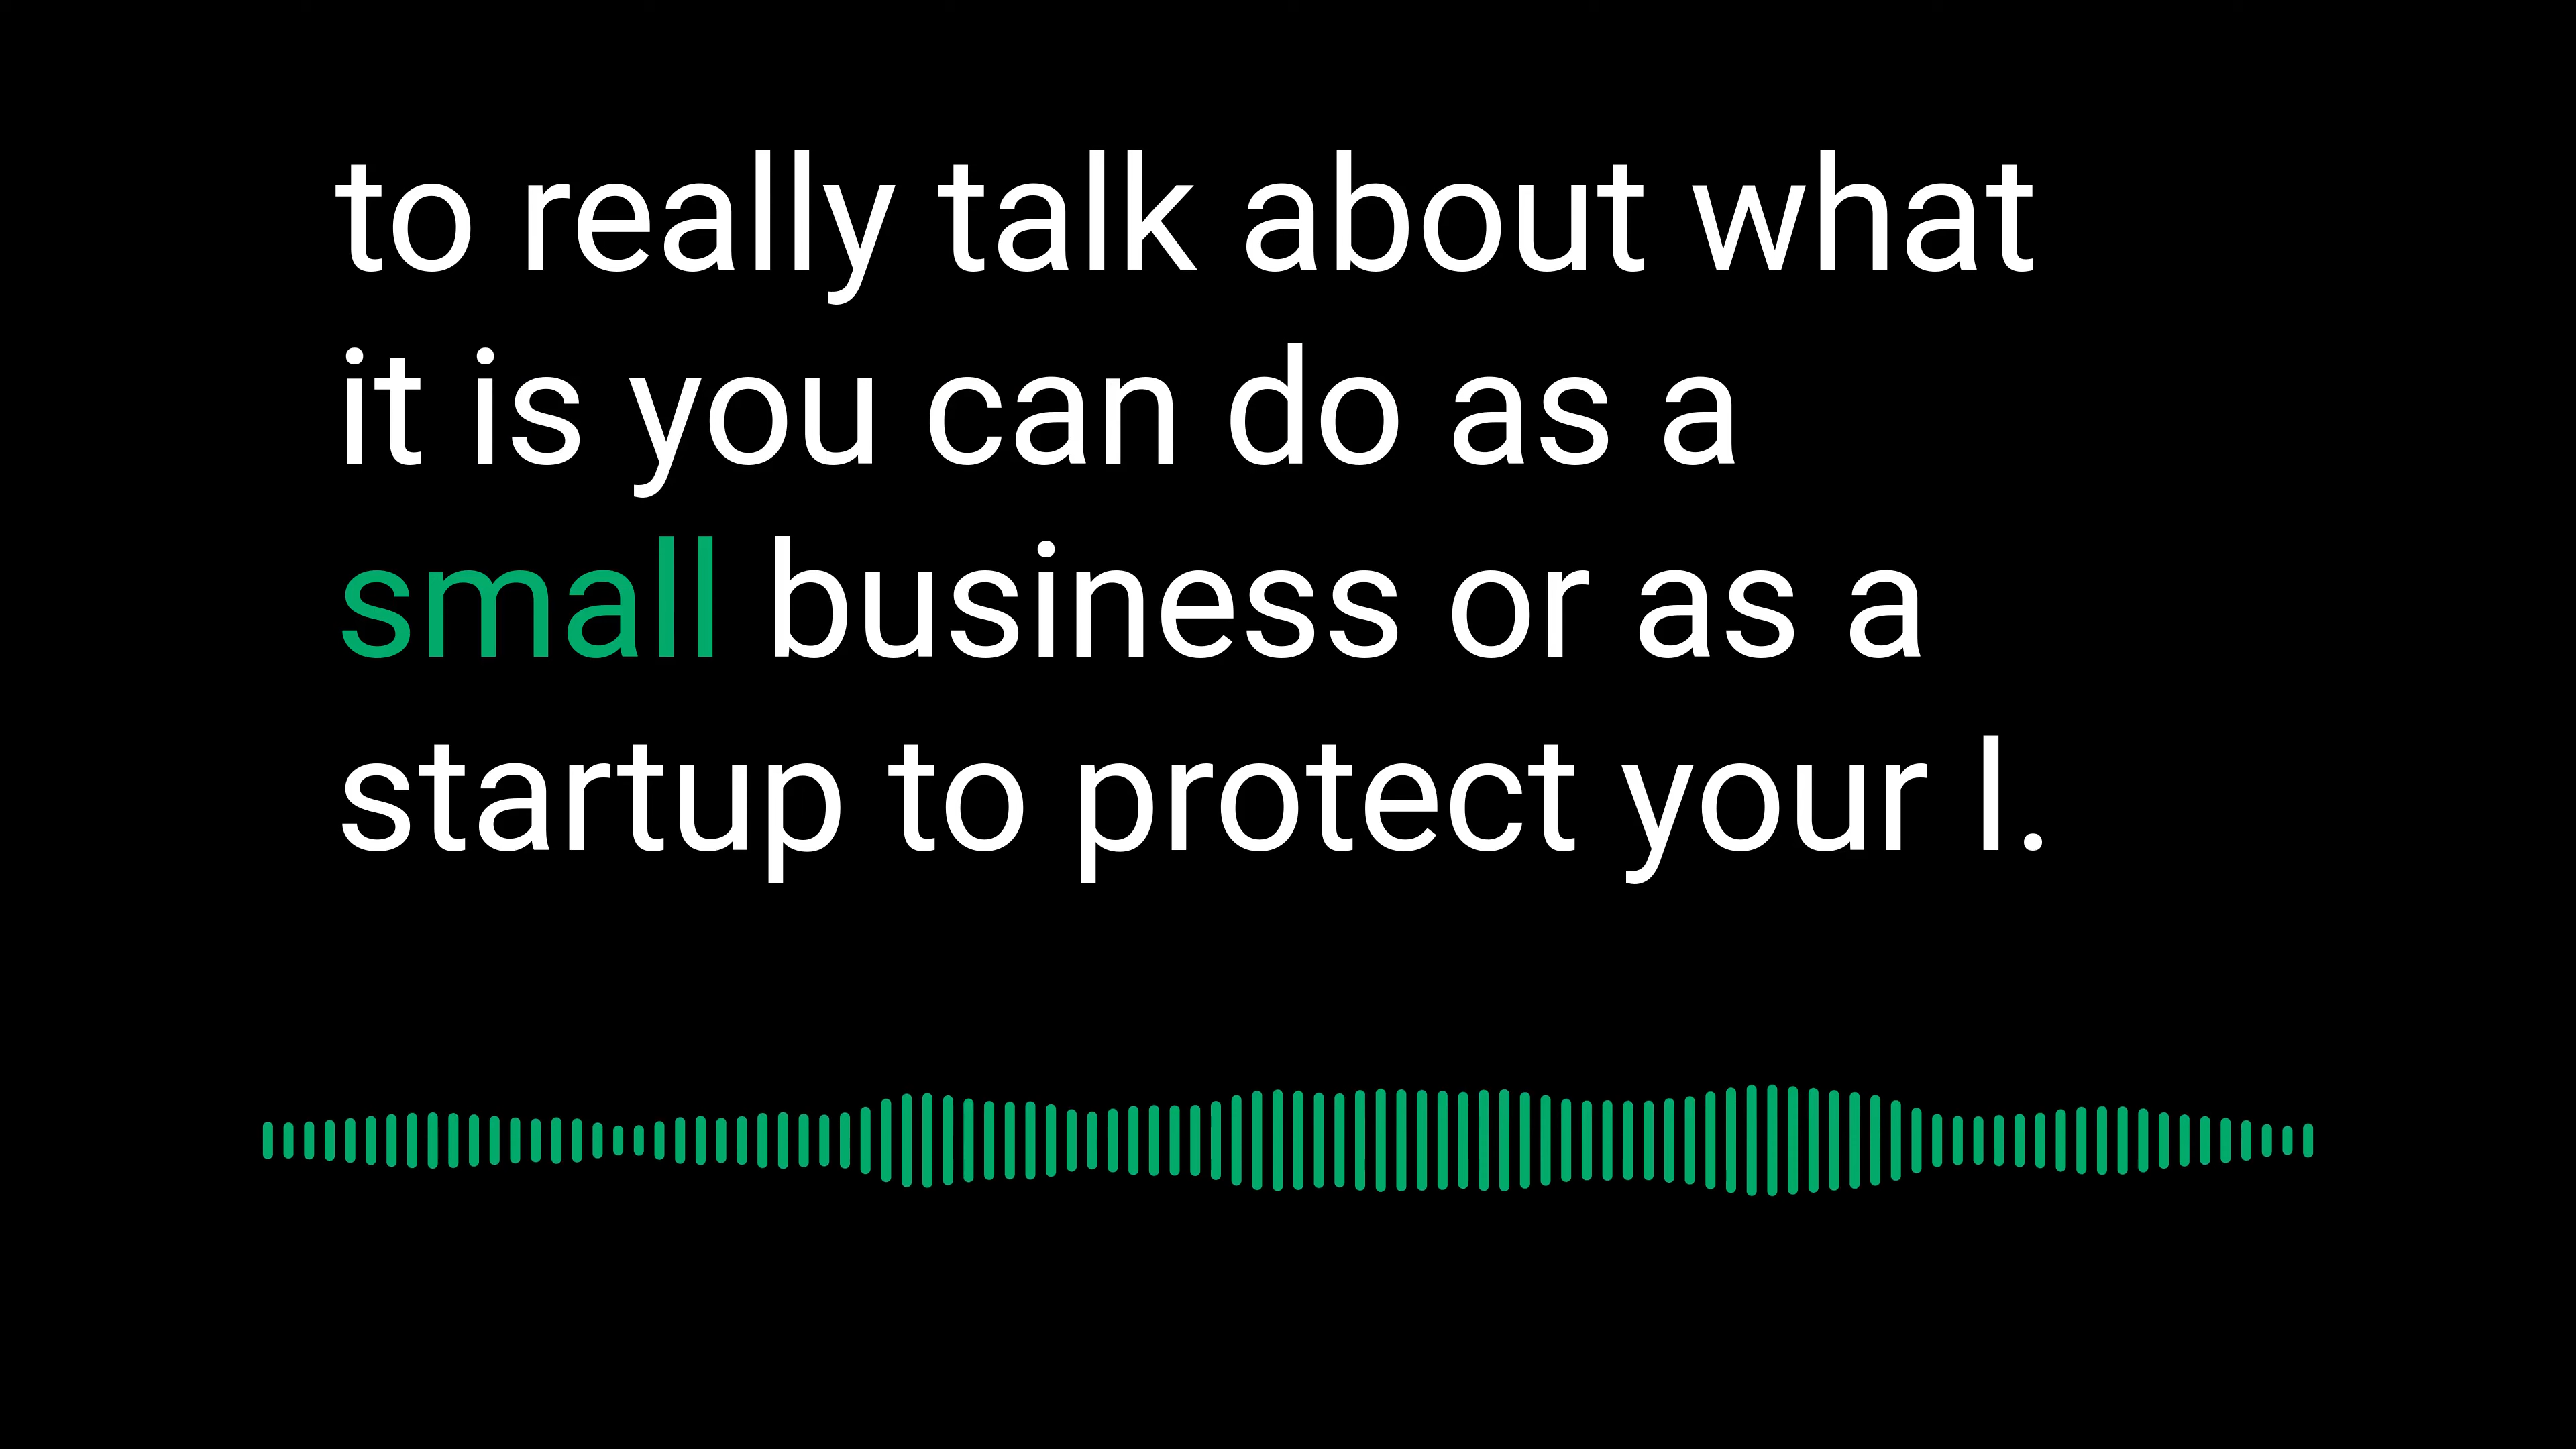 to really talk about what
it is you can do as a
small business or as a
startup to protect your I.